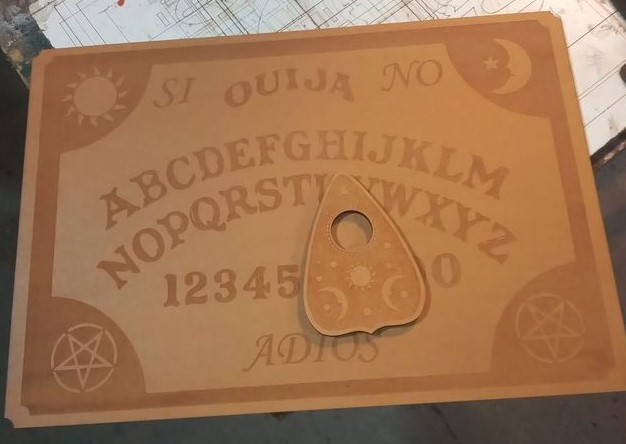 SI OUIJA NO
ABCDEFGHIJKLM
NOPQRST WXYZ
12345 0
ADIOS